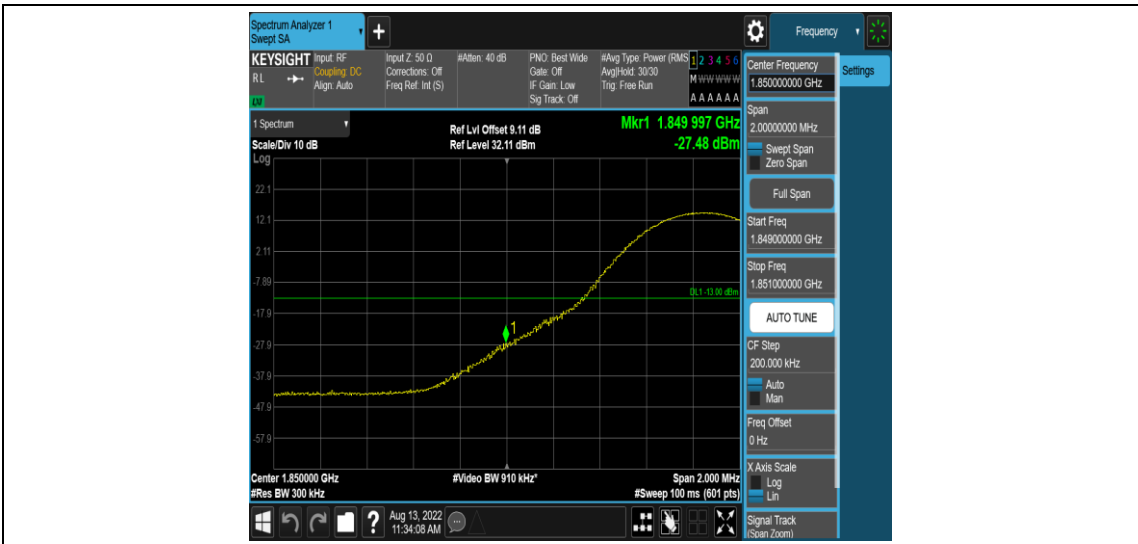 Spectrum Analyzer 1
Swept SA
+
Frequency
KEYSIGHT
RL
LXI
Input: RF
Coupling: DC
Align: Auto
Input Z: 50 Ω
Corrections: Off
Freq Ref: Int (S)
#Atten: 40 dB
PNO: Best Wide
Gate: Off
IF Gain: Low
Sig Track: Off
#Avg Type: Power (RMS
Avg|Hold: 30/30
Trig: Free Run
1 2 3 4 5 6
M W W W W W
A A A A A A
1 Spectrum
Scale/Div 10 dB
Log
Ref Lvl Offset 9.11 dB
Ref Level 32.11 dBm
Mkr1 1.849 997 GHz
-27.48 dBm
22.1
12.1
2.11
-7.89
DL1 -13.00 dBm
-17.9
1
-27.9
-37.9
-47.9
-57.9
Center 1.850000 GHz
#Video BW 910 kHz*
Span 2.000 MHz
#Res BW 300 kHz
#Sweep 100 ms (601 pts)
?
Aug 13, 2022
11:34:08 AM
Center Frequency
1.850000000 GHz
Settings
Span
2.00000000 MHz
Swept Span
Zero Span
Full Span
Start Freq
1.849000000 GHz
Stop Freq
1.851000000 GHz
AUTO TUNE
CF Step
200.000 kHz
Auto
Man
Freq Offset
0 Hz
X Axis Scale
Log
Lin
Signal Track
(Span Zoom)